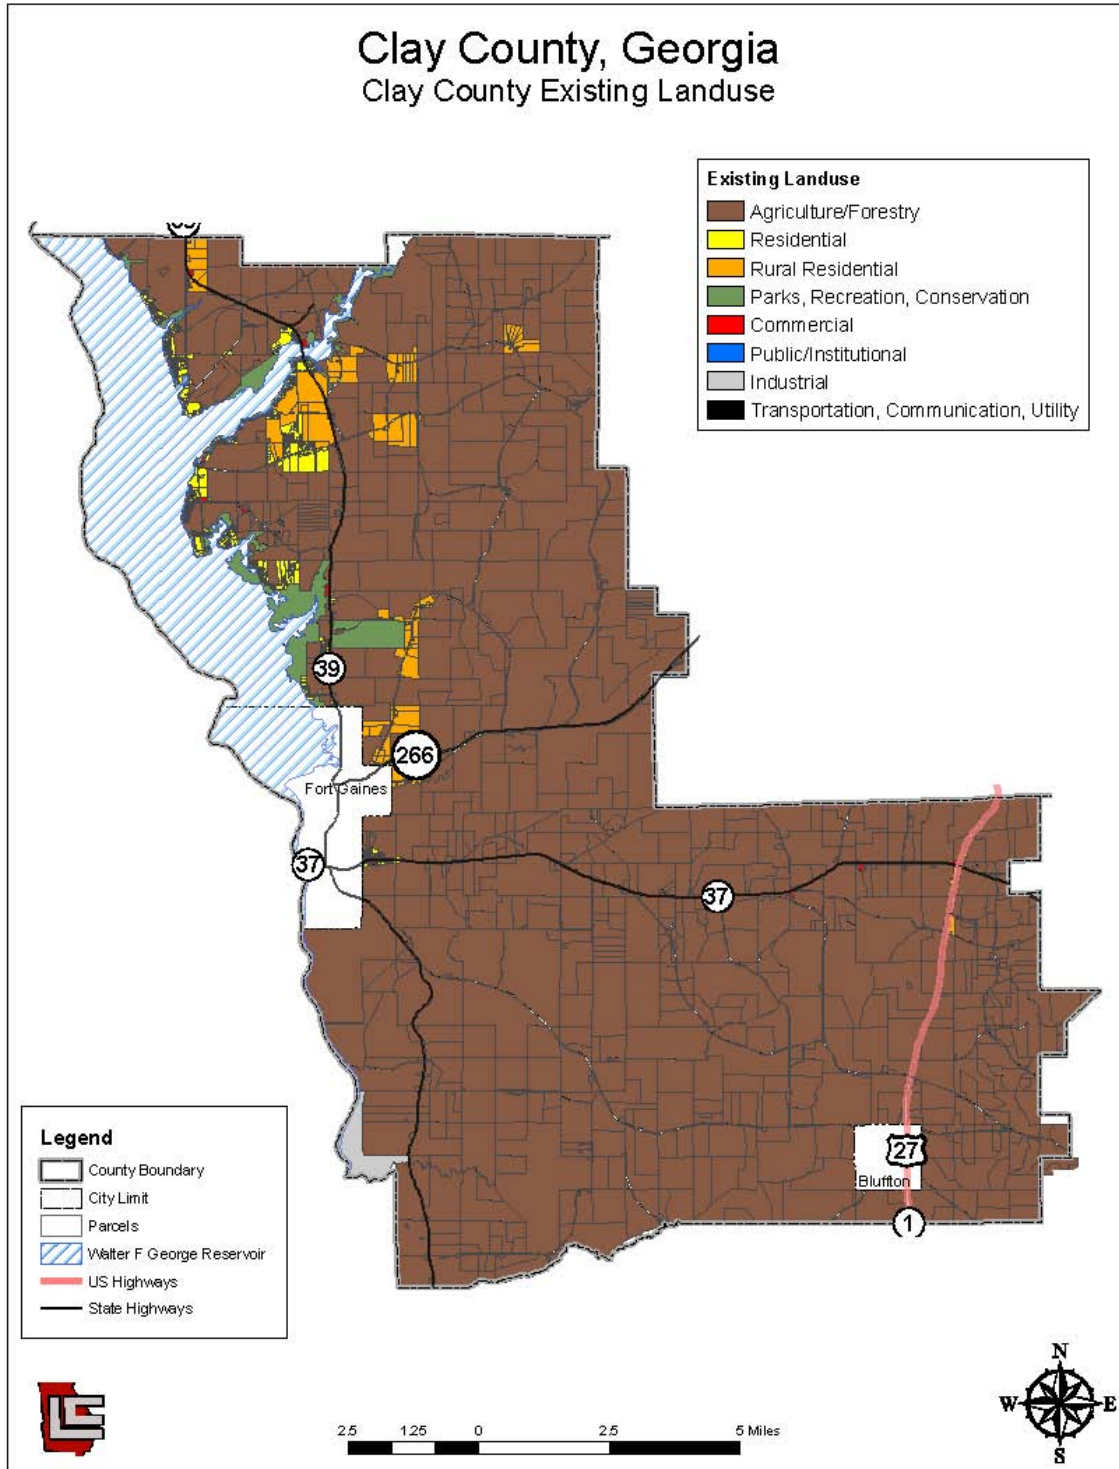 Clay County, Georgia
Clay County Existing Landuse
Existing Landuse
Agriculture/Forestry
Residential
Rural Residential
Parks, Recreation, Conservation
Commercial
Public/Institutional
Industrial
Transportation, Communication, Utility
39
266
Fort Gaines
37
37
27
Bluffton
1
Legend
County Boundary
City Limit
Parcels
Walter F George Reservoir
US Highways
State Highways
N
W E
S
2.5 1.25 0 2.5 5 Miles